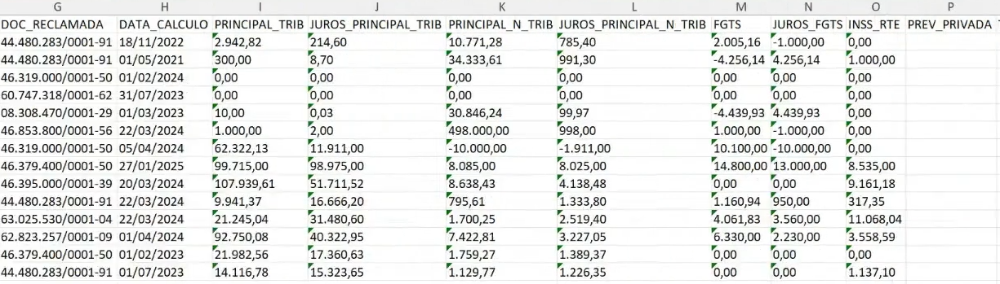 G H I J K L M N O P
DOC_RECLAMADA DATA_CALCULO PRINCIPAL_TRIB JUROS_PRINCIPAL_TRIB PRINCIPAL_N_TRIB JUROS_PRINCIPAL_N_TRIB FGTS JUROS_FGTS INSS_RTE PREV_PRIVADA
44.480.283/0001-91 18/11/2022 2.942,82 214,60 10.771,28 785,40 2.005,16 -1.000,00 0,00
44.480.283/0001-91 01/05/2021 300,00 8,70 34.333,61 991,30 -4.256,14 4.256,14 1.000,00
46.319.000/0001-50 01/02/2024 0,00 0,00 0,00 0,00 0,00 0,00 0,00
60.747.318/0001-62 31/07/2023 0,00 0,00 0,00 0,00 0,00 0,00 0,00
08.308.470/0001-29 01/03/2023 10,00 0,03 30.846,24 99,97 -4.439,93 4.439,93 0,00
46.853.800/0001-56 22/03/2024 1.000,00 2,00 498.000,00 998,00 1.000,00 -1.000,00 0,00
46.319.000/0001-50 05/04/2024 62.322,13 11.911,00 -10.000,00 -1.911,00 10.100,00 -10.000,00 0,00
46.379.400/0001-50 27/01/2025 99.715,00 98.975,00 8.085,00 8.025,00 14.800,00 13.000,00 8.535,00
46.395.000/0001-39 20/03/2024 107.939,61 51.711,52 8.638,43 4.138,48 0,00 0,00 9.161,18
44.480.283/0001-91 22/03/2024 9.941,37 16.666,20 795,61 1.333,80 1.160,94 950,00 317,35
63.025.530/0001-04 22/03/2024 21.245,04 31.480,60 1.700,25 2.519,40 4.061,83 3.560,00 11.068,04
62.823.257/0001-09 01/04/2024 92.750,08 40.322,95 7.422,81 3.227,05 6.330,00 2.230,00 3.558,59
46.379.400/0001-50 01/02/2023 21.982,56 17.360,63 1.759,27 1.389,37 0,00 0,00 0,00
44.480.283/0001-91 01/07/2023 14.116,78 15.323,65 1.129,77 1.226,35 0,00 0,00 1.137,10